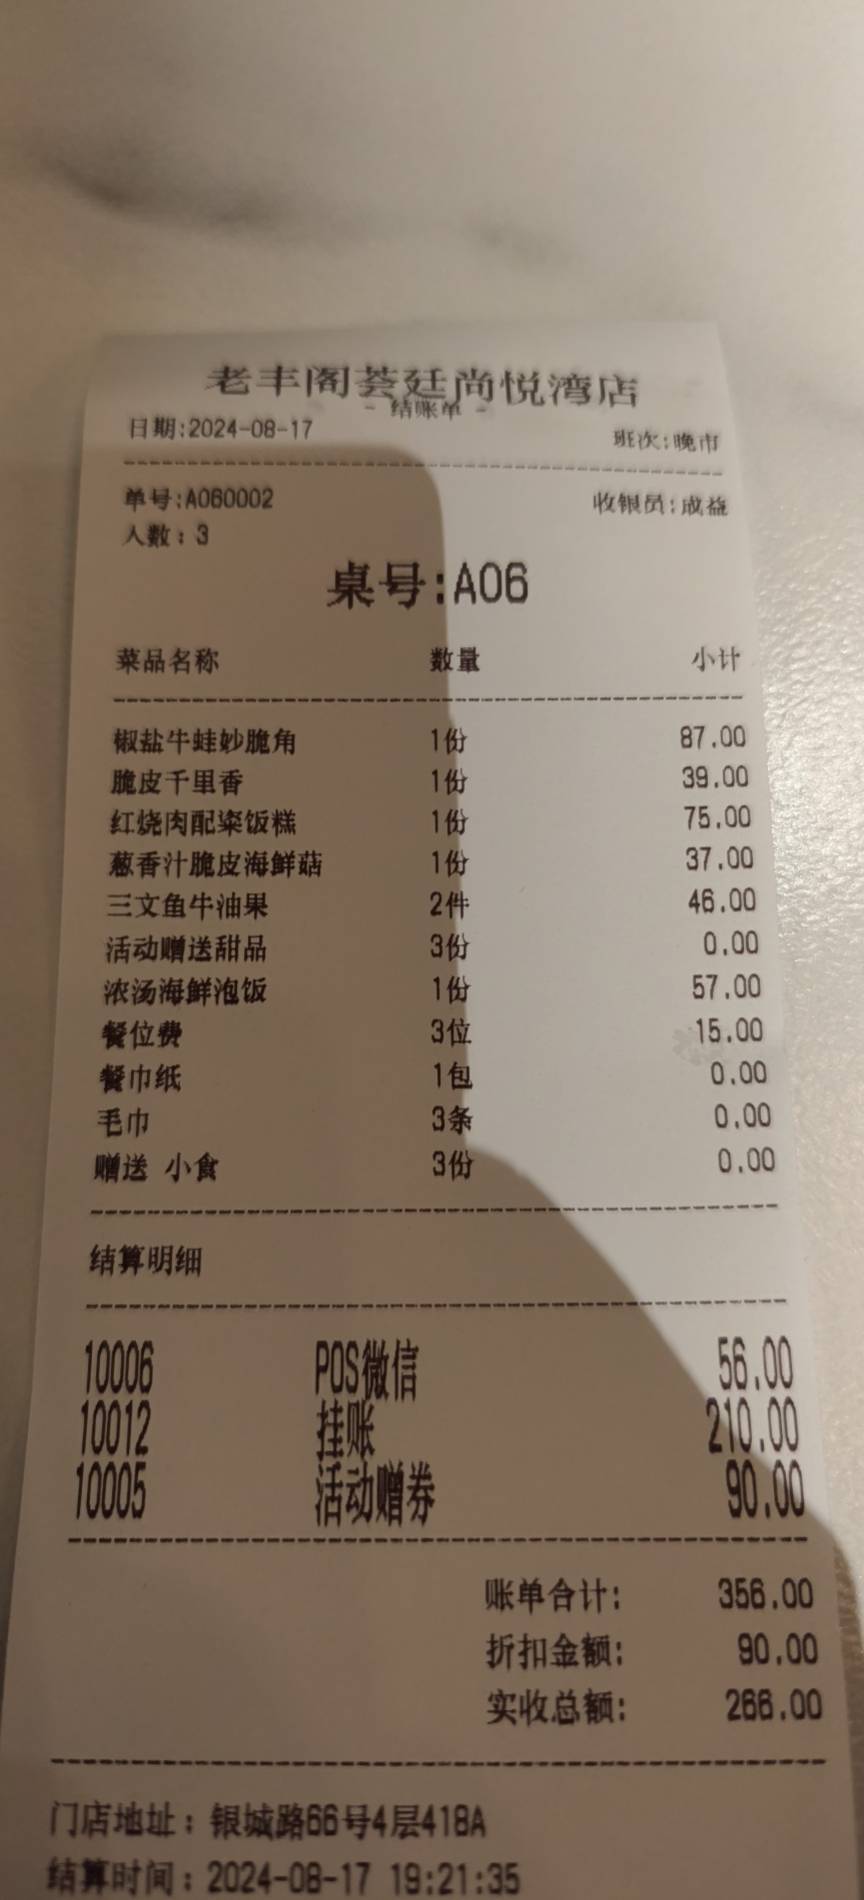 老丰阁荟廷尚悦湾店
- 结账单 -
日期:2024-08-17 班次:晚市
单号:A060002 收银员:成益
人数:3
桌号:A06
菜品名称 数量 小计
椒盐牛蛙妙脆角 1份 87.00
脆皮千里香 1份 39.00
红烧肉配粢饭糕 1份 75.00
葱香汁脆皮海鲜菇 1份 37.00
三文鱼牛油果 2件 46.00
活动赠送甜品 3份 0.00
浓汤海鲜泡饭 1份 57.00
餐位费 3位 15.00
餐巾纸 1包 0.00
毛巾 3条 0.00
赠送 小食 3份 0.00
结算明细
10006 POS微信 56.00
10012 挂账 210.00
10005 活动赠券 90.00
账单合计: 356.00
折扣金额: 90.00
实收总额: 266.00
门店地址:银城路66号4层418A
结算时间:2024-08-17 19:21:35